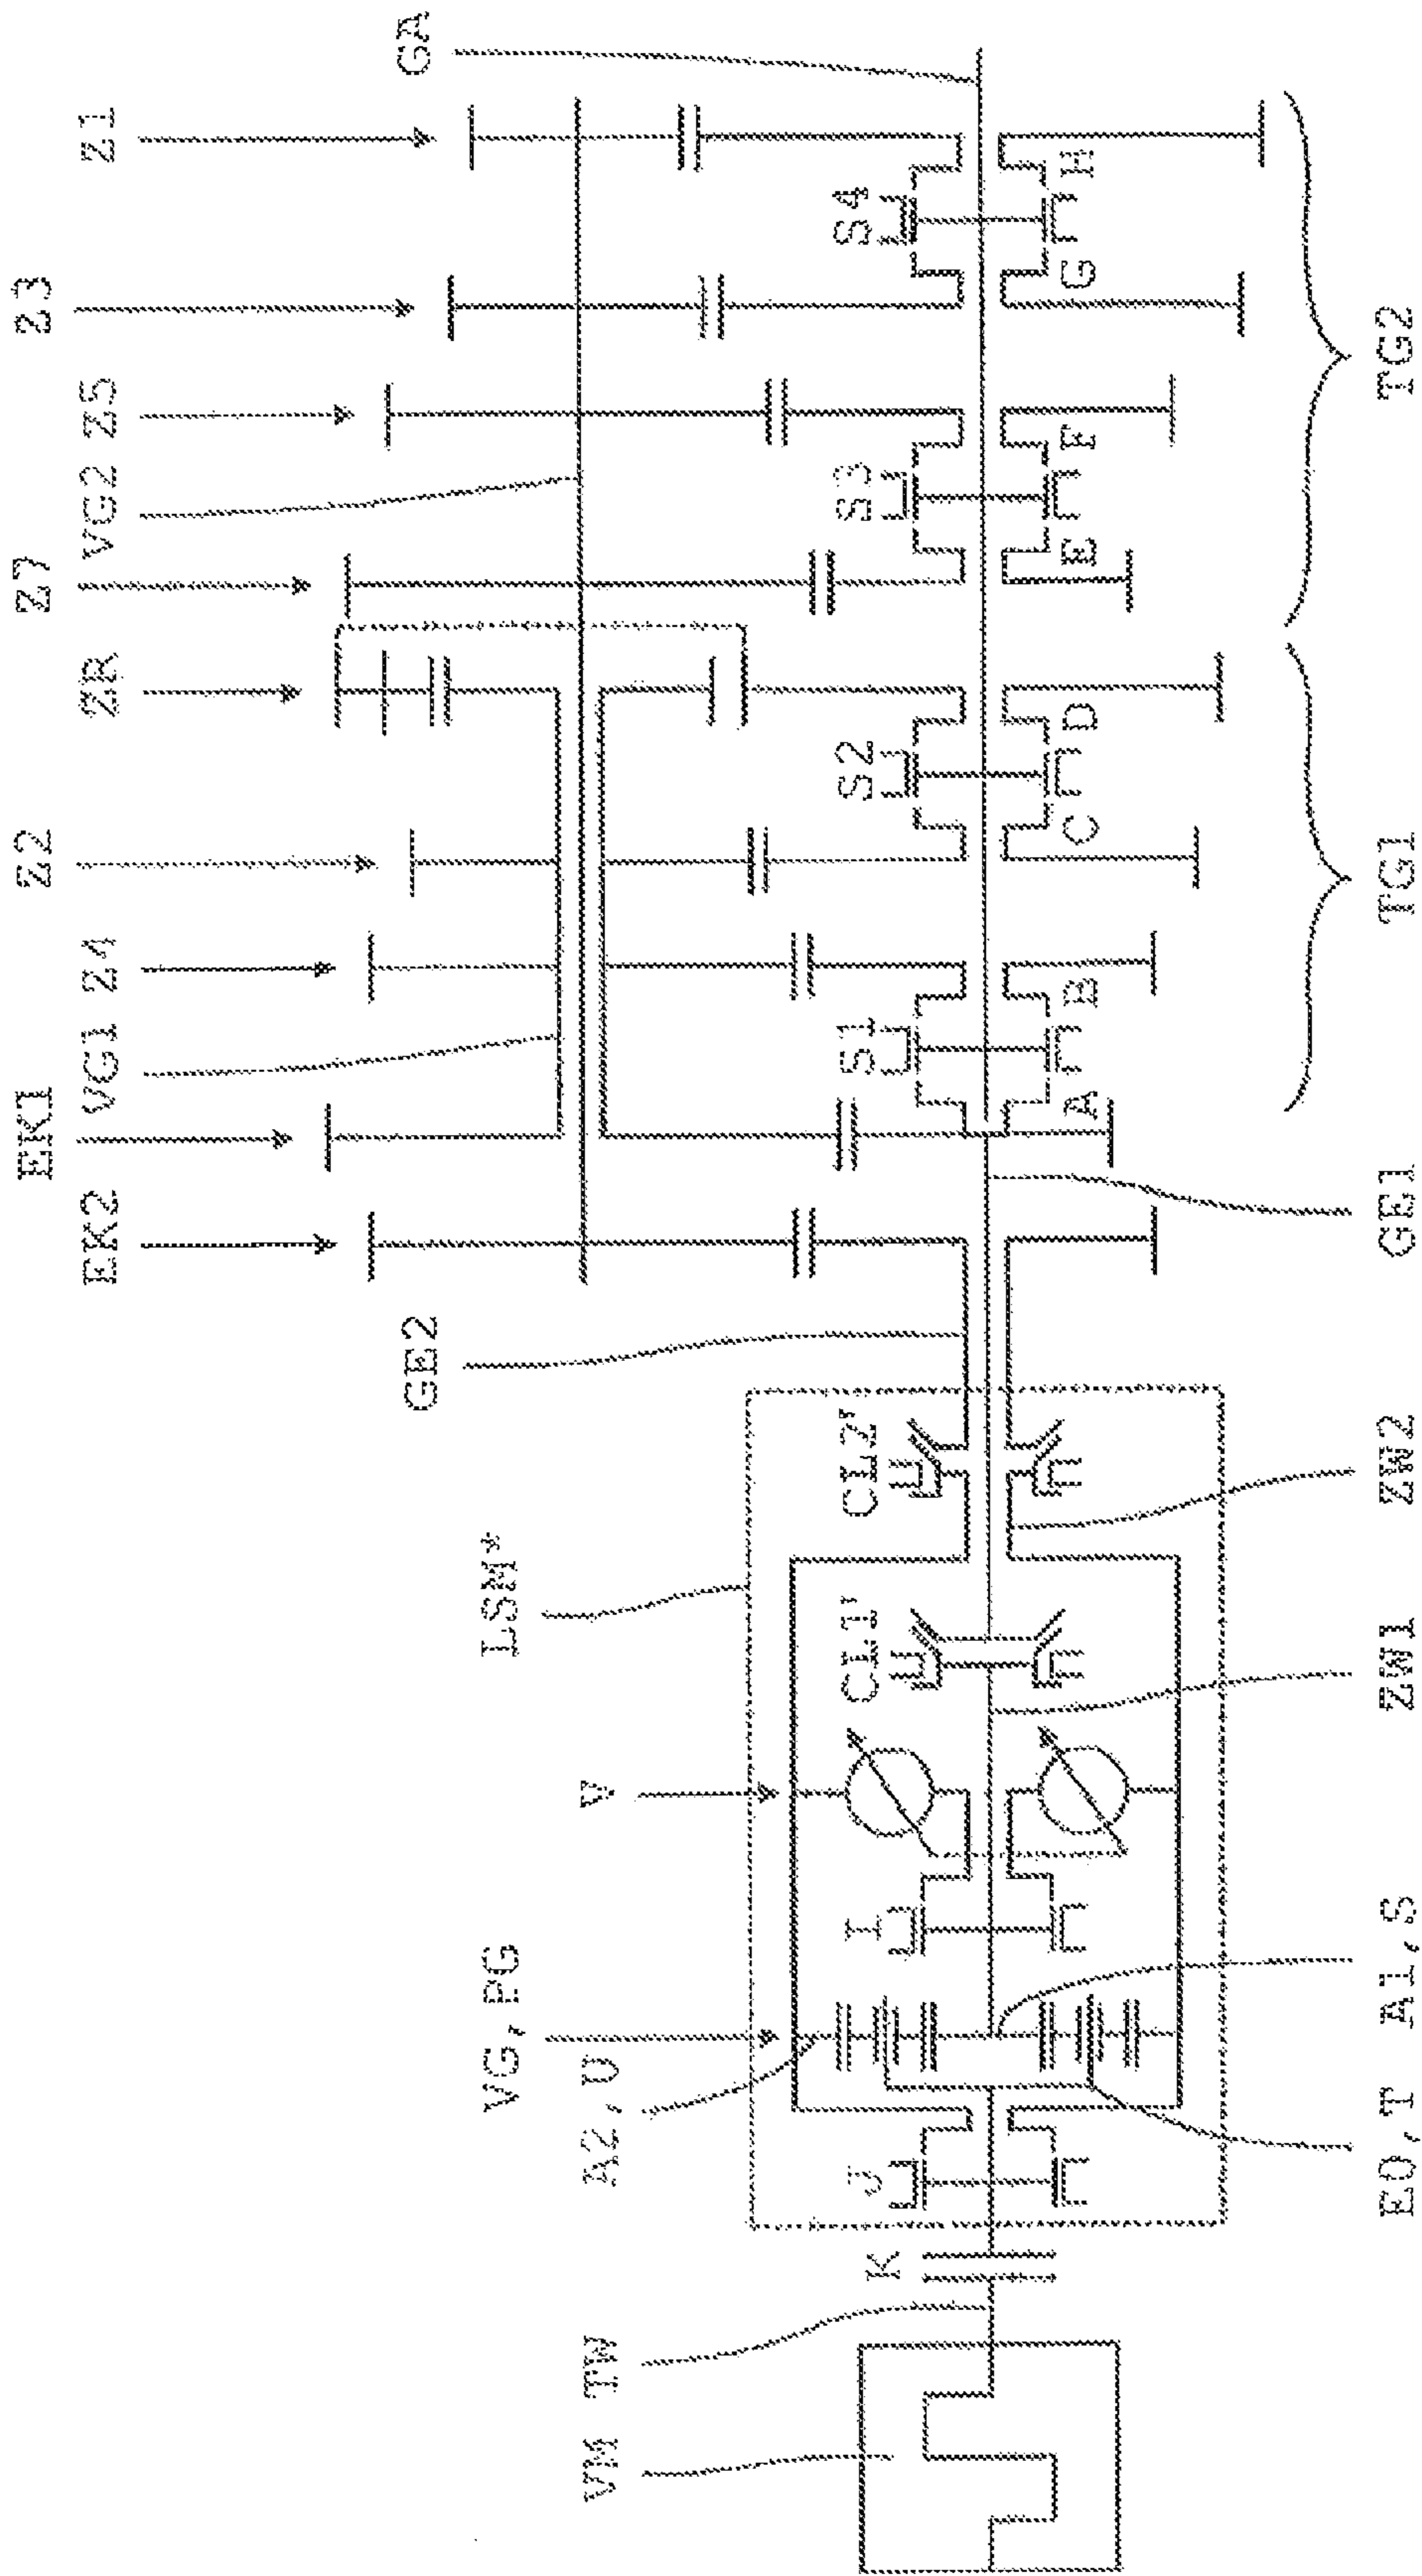 VM
TW
K
J
A2,U
VG,PG
I
V
LSM*
CL1'
CL2'
GE2
EK2
EK1
VG1
Z4
Z2
ZR
Z7
VG2
Z5
Z3
Z1
GA
S1
S2
S3
S4
A
B
C
D
E
F
G
H
EO,T
A1,S
ZW1
ZW2
GE1
TG1
TG2